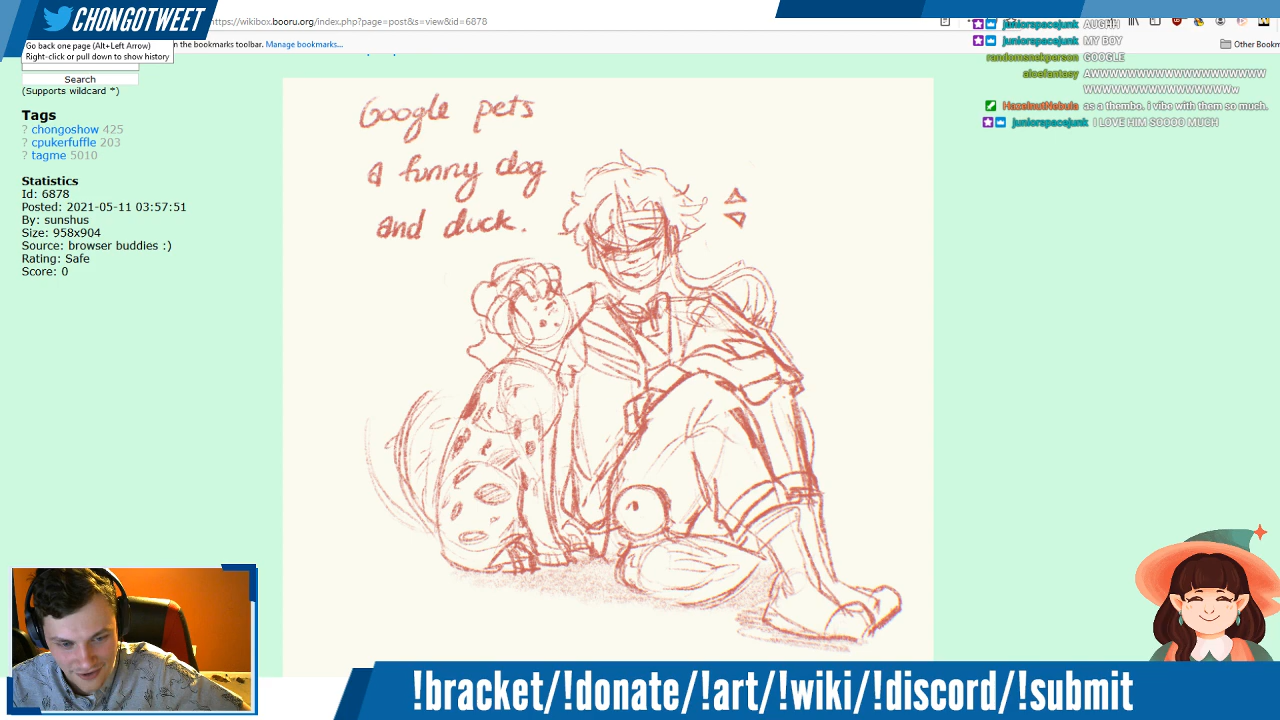 CHONGOTWEET
https://wikibox.booru.org/index.php?page=post&s=view&id=6878
Go back one page (Alt+Left Arrow)
Right-click or pull down to show history
n the bookmarks toolbar. Manage bookmarks...
Other Bookm
Search
(Supports wildcard *)
Tags
? chongoshow 425
? cpukerfuffle 203
? tagme 5010
Statistics
Id: 6878
Posted: 2021-05-11 03:57:51
By: sunshus
Size: 958x904
Source: browser buddies :)
Rating: Safe
Score: 0
Google pets
a funny dog
and duck.
juniorspacejunk AUGHH
juniorspacejunk MY BOY
randomsnekperson GOOGLE
aloefantasy AWWWWWWWWWWWWWWWWWWW
WWWWWWWWWWWWWWWWw
HazelnutNebula as a thembo. i vibe with them so much.
juniorspacejunk I LOVE HIM SOOOO MUCH
!bracket/!donate/!art/!wiki/!discord/!submit